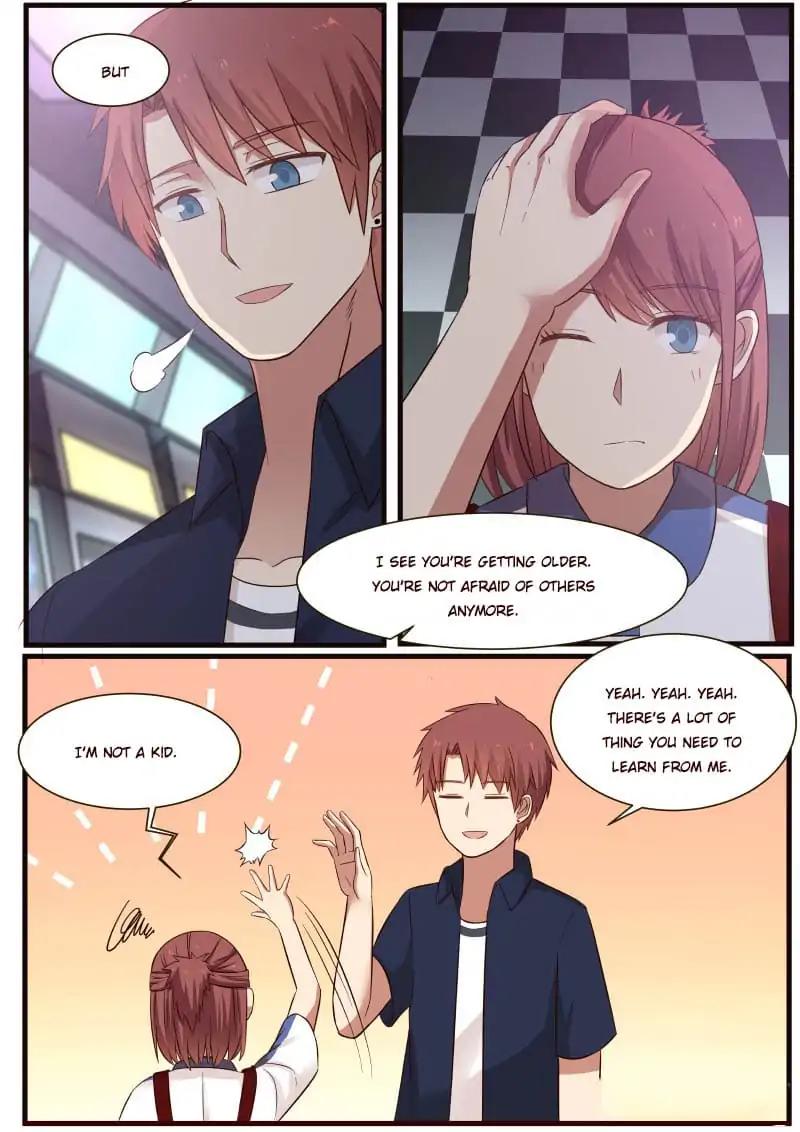 BUT
I SEE YOU'RE GETTING OLDER.
YOU'RE NOT AFRAID OF OTHERS
ANYMORE.
I'M NOT A KID.
YEAH. YEAH. YEAH.
THERE'S A LOT OF
THING YOU NEED TO
LEARN FROM ME.